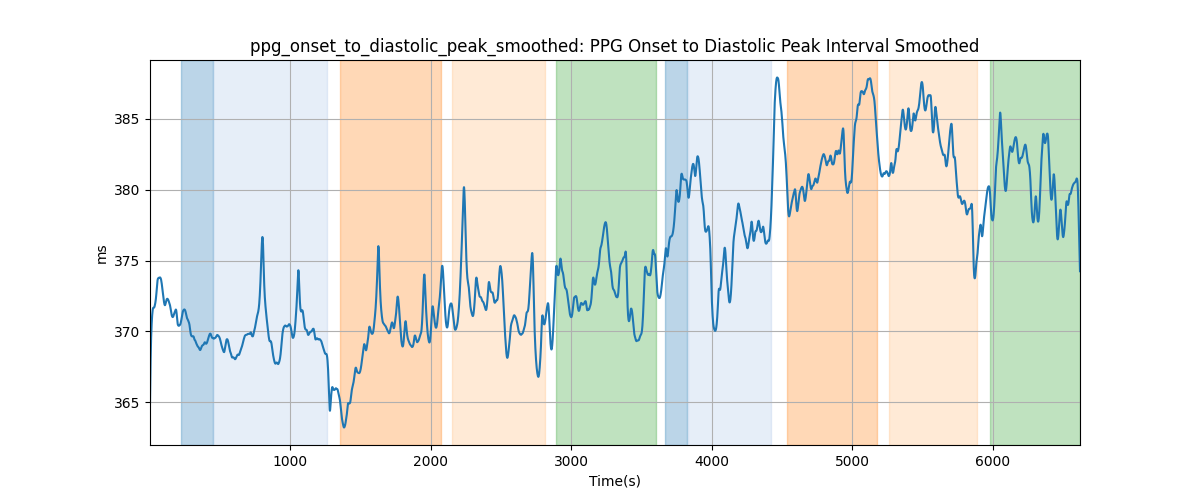 ppg_onset_to_diastolic_peak_smoothed: PPG Onset to Diastolic Peak Interval Smoothed
385
380
375
370
365
ms
1000 2000 3000 4000 5000 6000
Time(s)